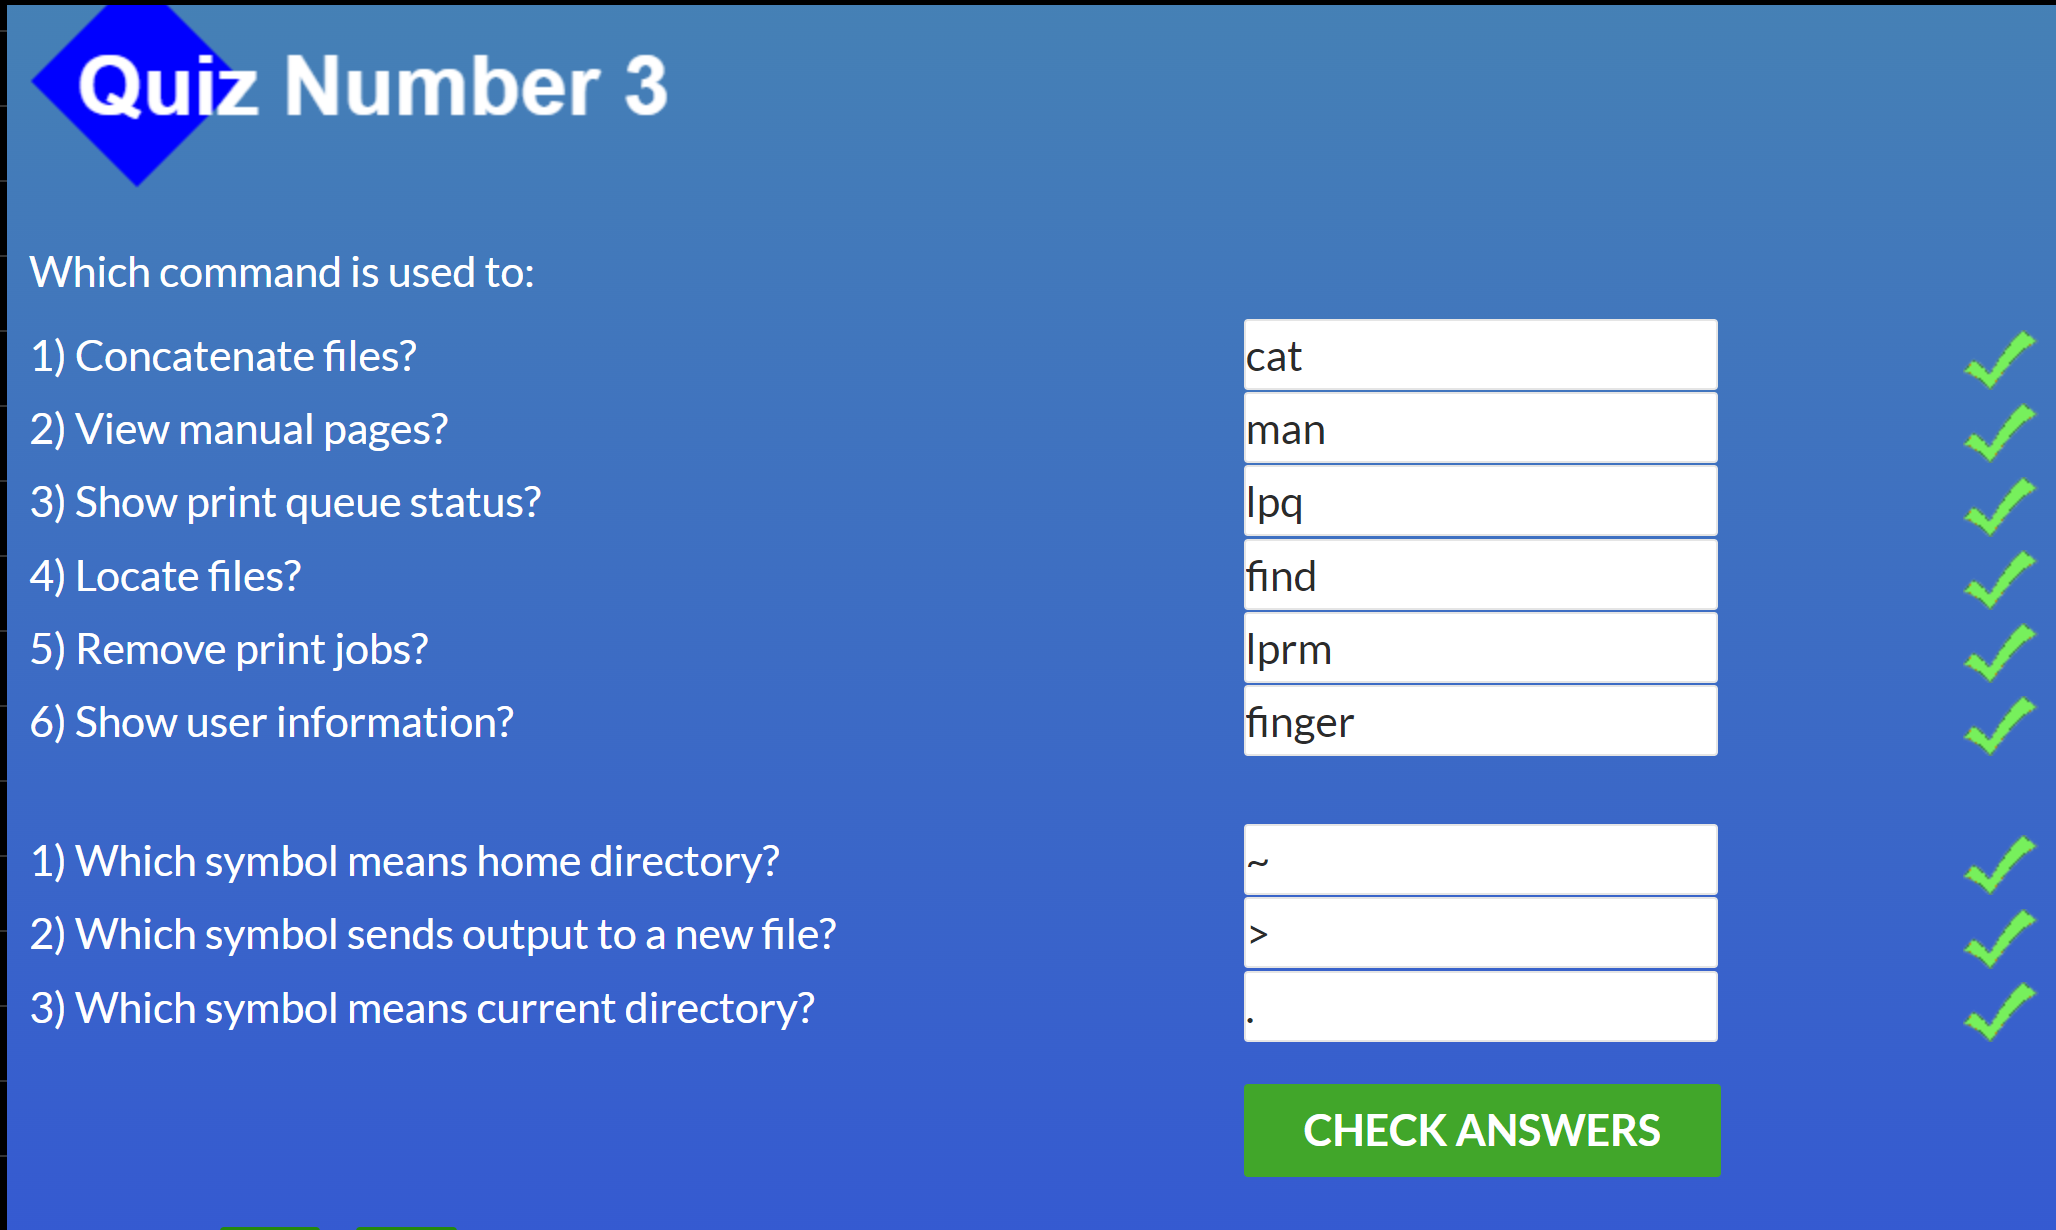 Quiz Number 3
Which command is used to:
1) Concatenate files? cat
2) View manual pages? man
3) Show print queue status? lpq
4) Locate files? find
5) Remove print jobs? lprm
6) Show user information? finger
1) Which symbol means home directory? ~
2) Which symbol sends output to a new file? >
3) Which symbol means current directory? .
CHECK ANSWERS